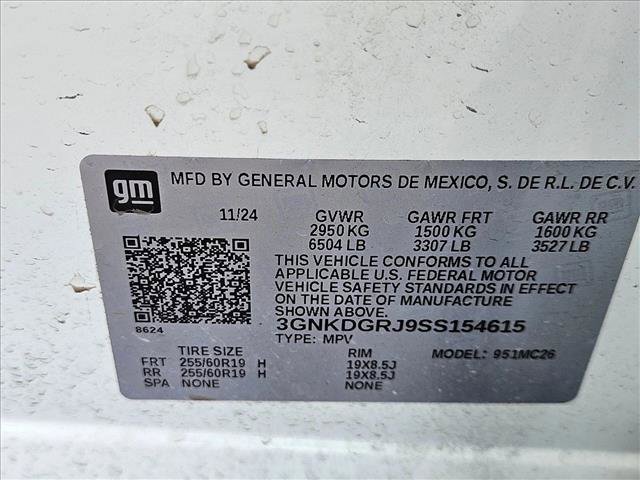 gm MFD BY GENERAL MOTORS DE MEXICO, S. DE R.L. DE C.V.
11/24 GVWR GAWR FRT GAWR RR
2950 KG 1500 KG 1600 KG
6504 LB 3307 LB 3527 LB
THIS VEHICLE CONFORMS TO ALL
APPLICABLE U.S. FEDERAL MOTOR
VEHICLE SAFETY STANDARDS IN EFFECT
ON THE DATE OF MANUFACTURE
SHOWN ABOVE.
3GNKDGRJ9SS154615
8624 TYPE: MPV MODEL: 951MC26
TIRE SIZE RIM
FRT 255/60R19 H 19X8.5J
RR 255/60R19 H 19X8.5J
SPA NONE NONE